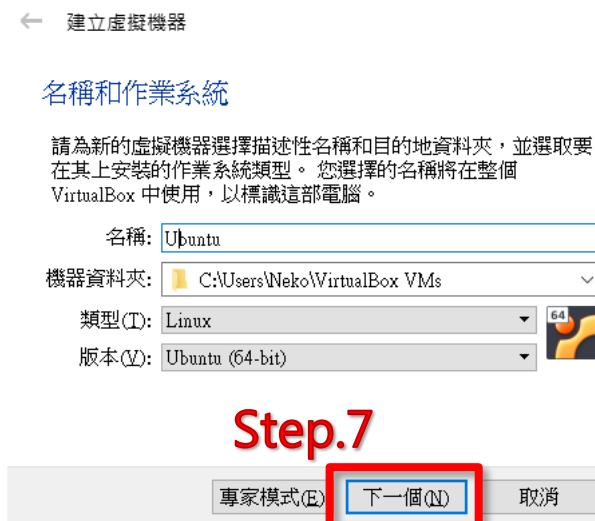 ← 建立虛擬機器
名稱和作業系統
請為新的虛擬機器選擇描述性名稱和目的地資料夾，並選取要
在其上安裝的作業系統類型。 您選擇的名稱將在整個
VirtualBox 中使用，以標識這部電腦。
名稱: Ubuntu
機器資料夾: C:\Users\Neko\VirtualBox VMs
類型(T): Linux
64
版本(V): Ubuntu (64-bit)
Step.7
專家模式(E) 下一個(N) 取消